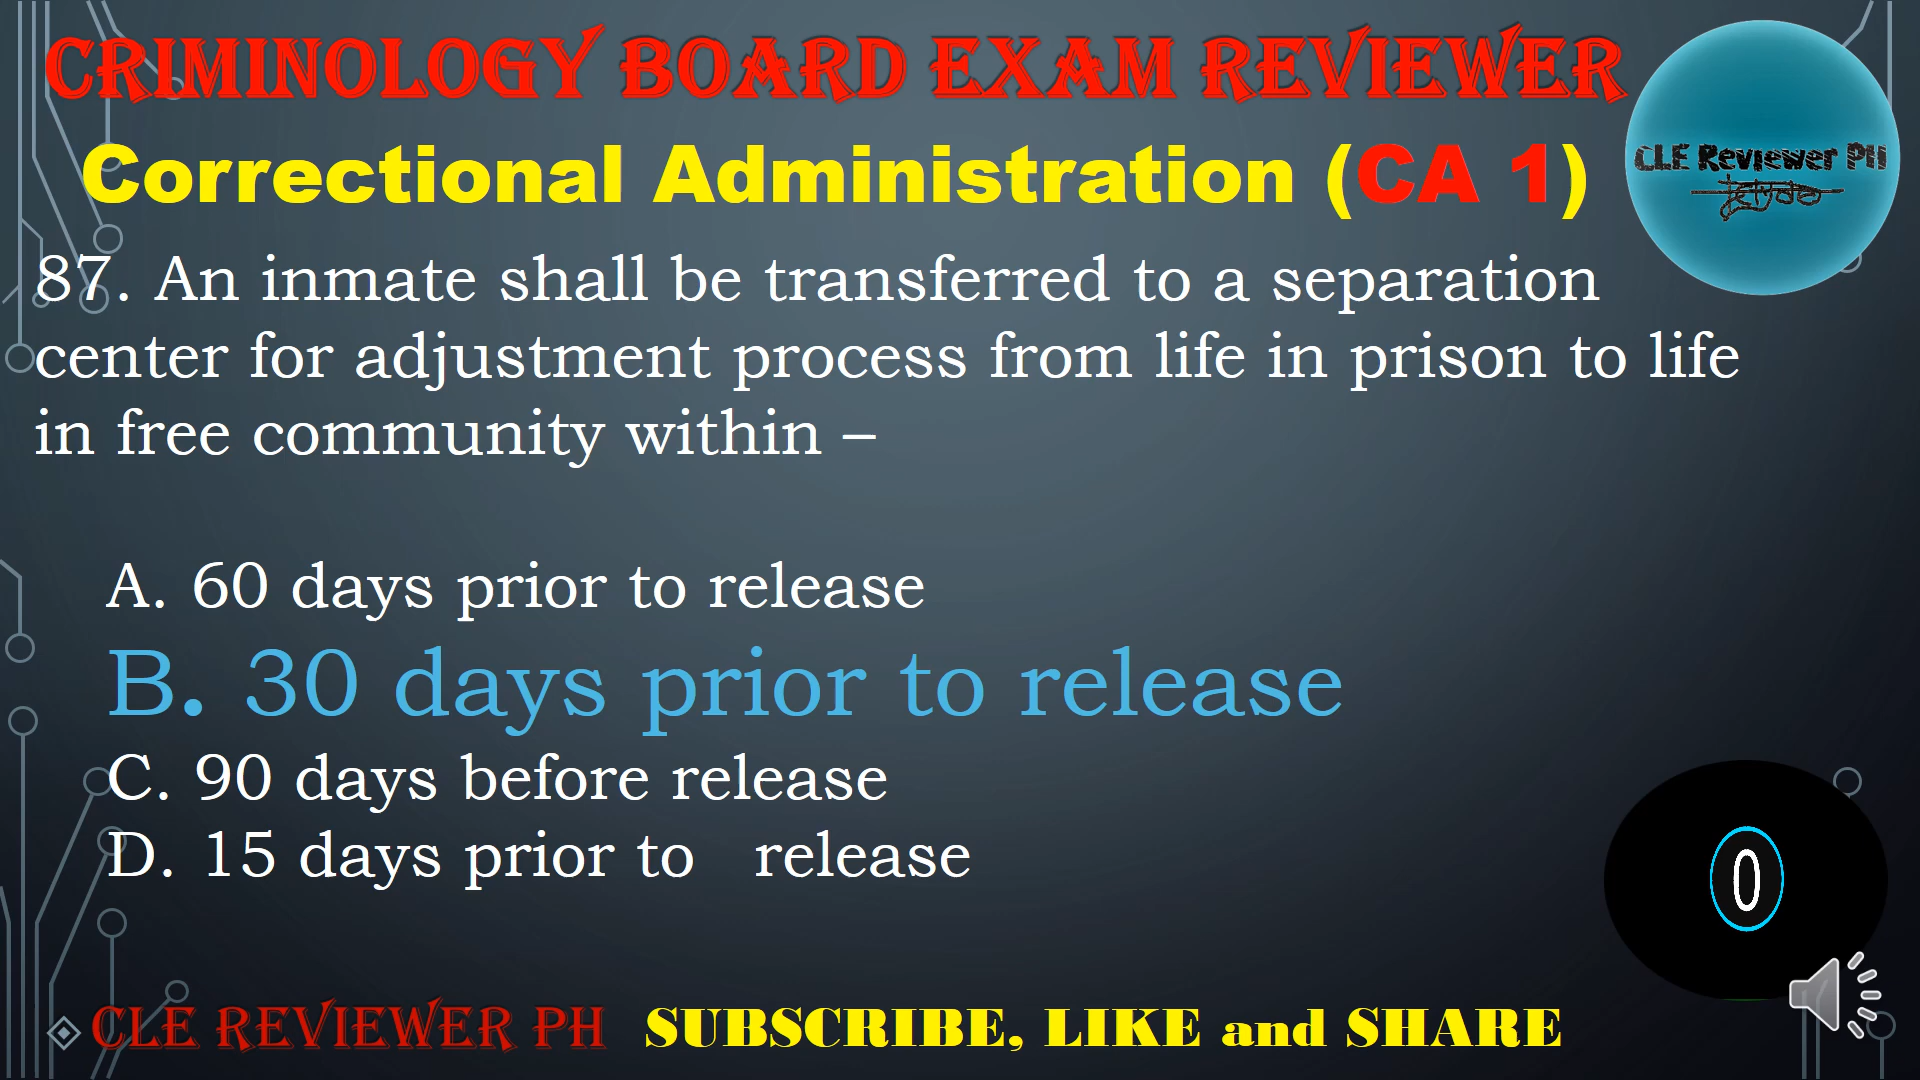 CRIMINOLOGY BOARD EXAM REVIEWER
Correctional Administration (CA 1)
CLE Reviewer PH
87. An inmate shall be transferred to a separation
center for adjustment process from life in prison to life
in free community within –
A. 60 days prior to release
B. 30 days prior to release
C. 90 days before release
D. 15 days prior to release
0
CLE REVIEWER PH SUBSCRIBE, LIKE and SHARE